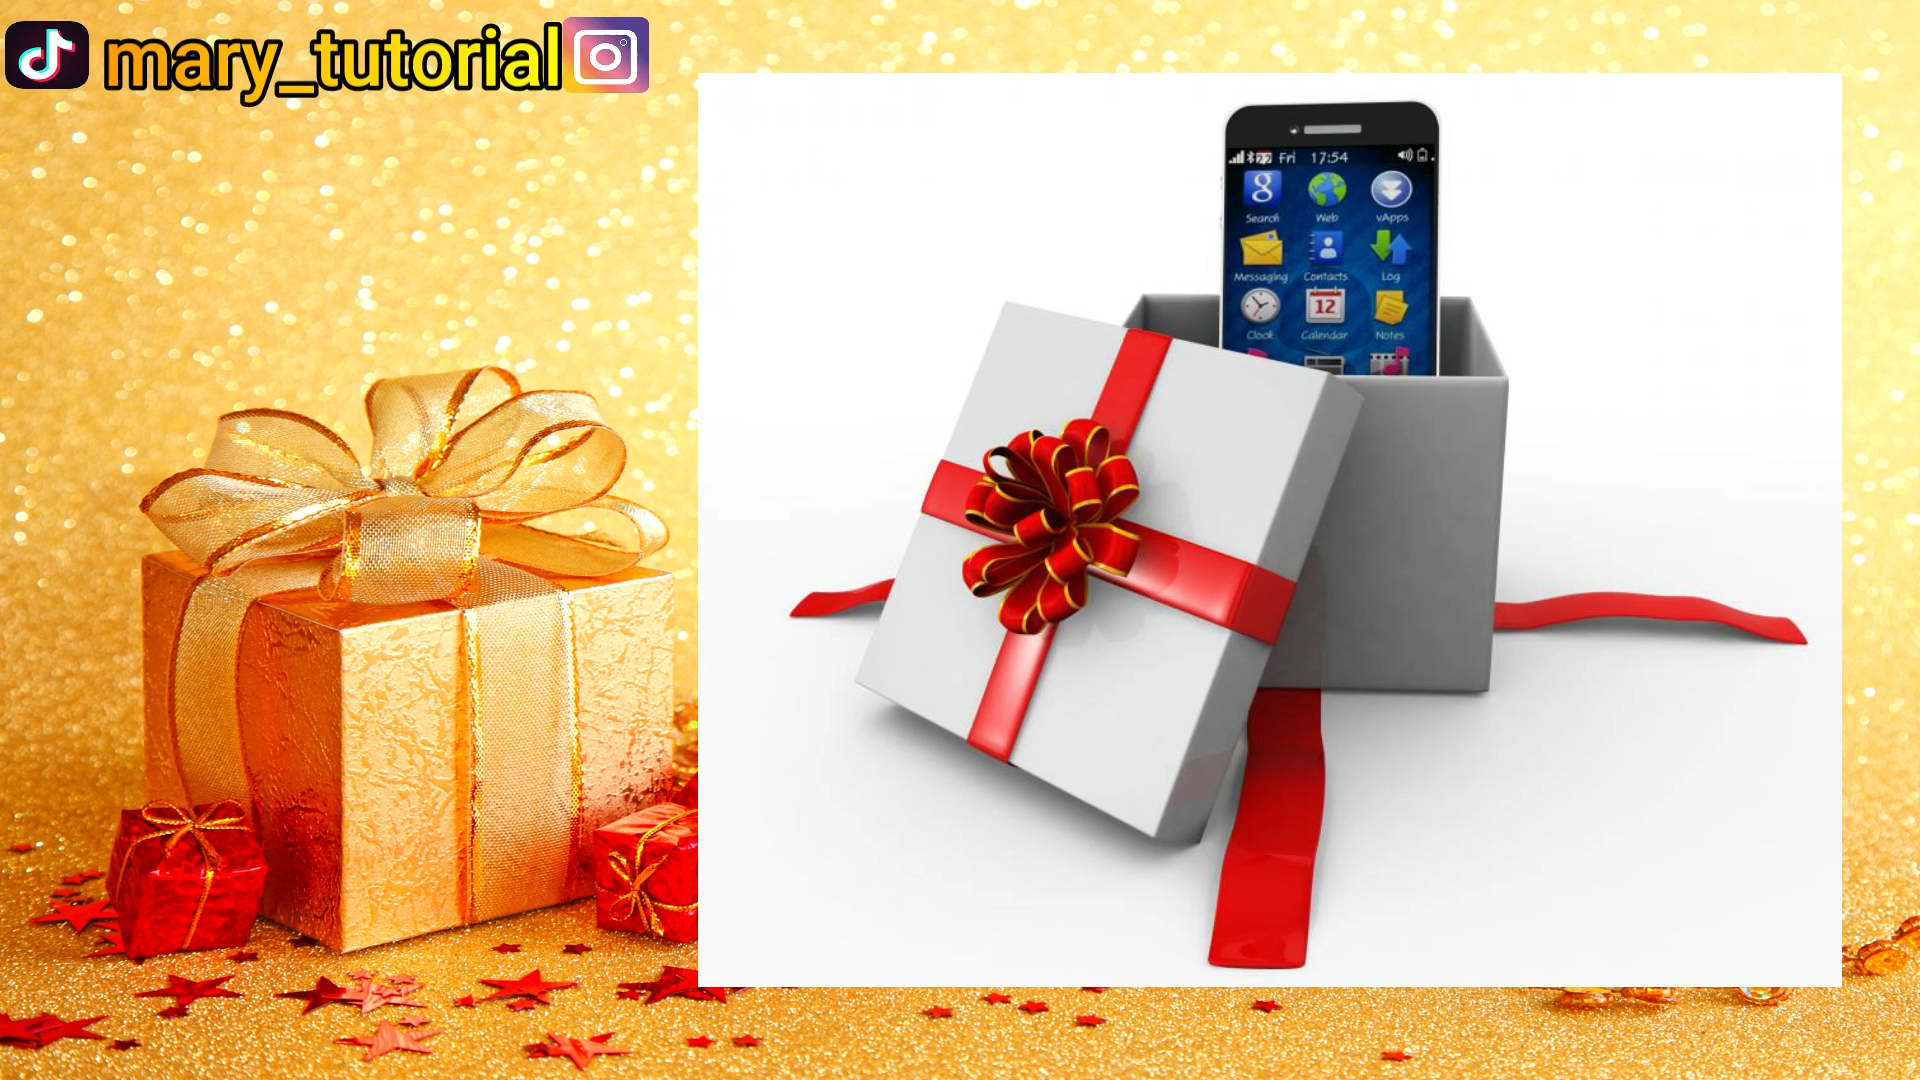 mary_tutorial
Fri 17:54
Search Web vApps
Messaging Contacts Log
12
Clock Calendar Notes